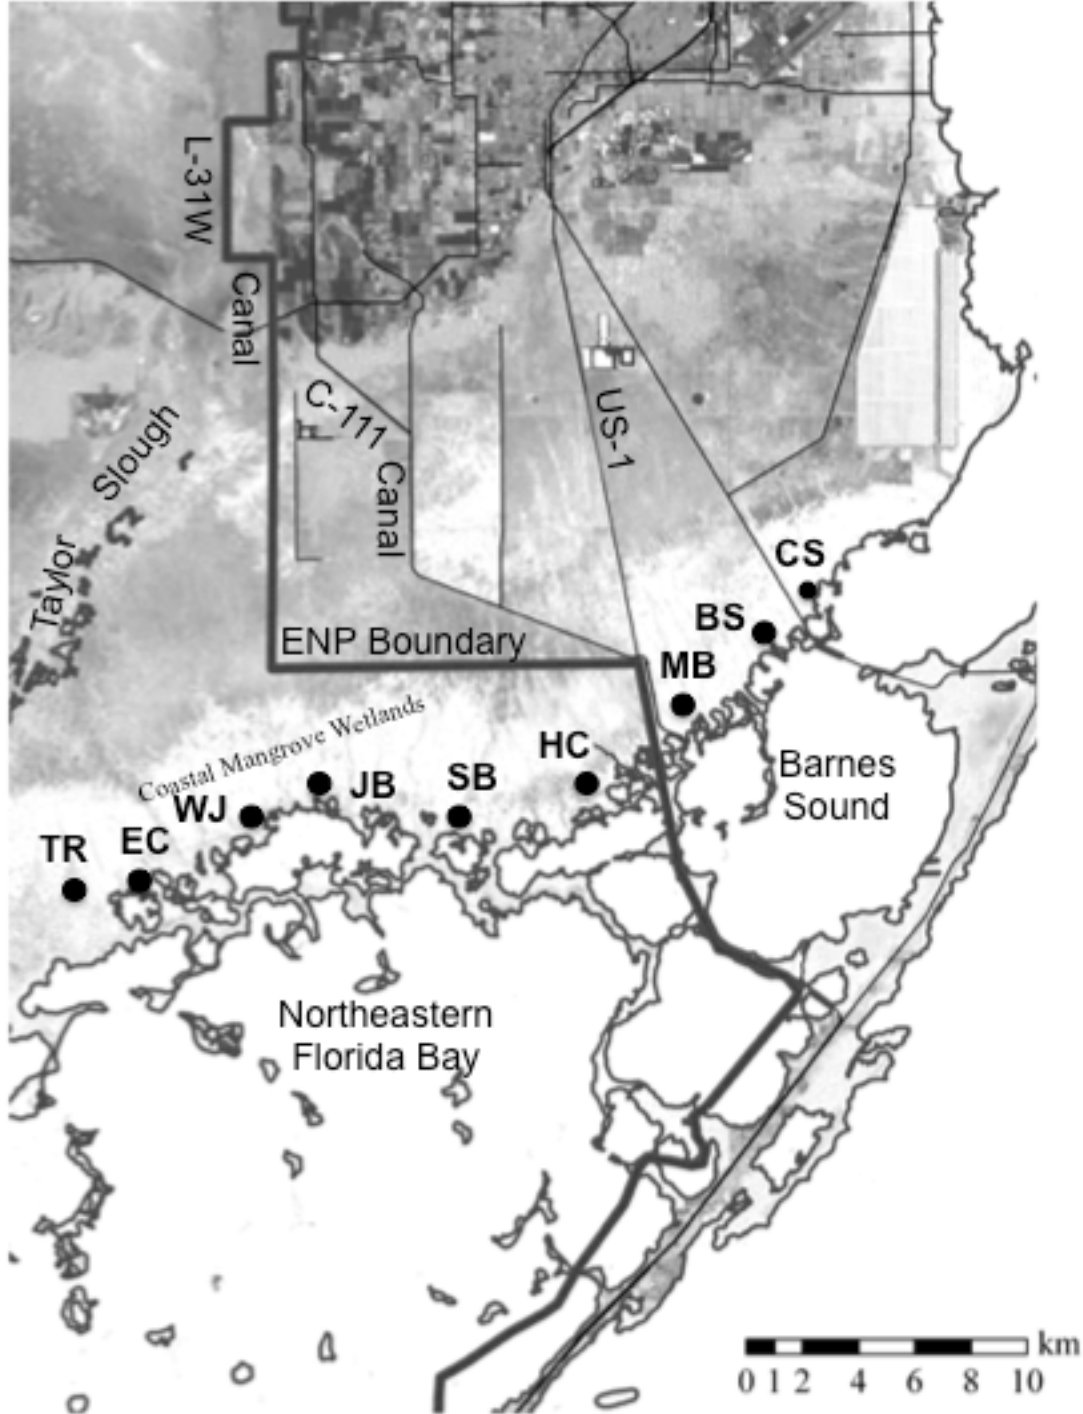 L-31W
Canal
C-111
Canal
US-1
Taylor
Slough
CS
BS
ENP Boundary
MB
Coastal Mangrove Wetlands
HC
Barnes
Sound
WJ
JB
SB
TR
EC
Northeastern
Florida Bay
km
0 1 2 4 6 8 10